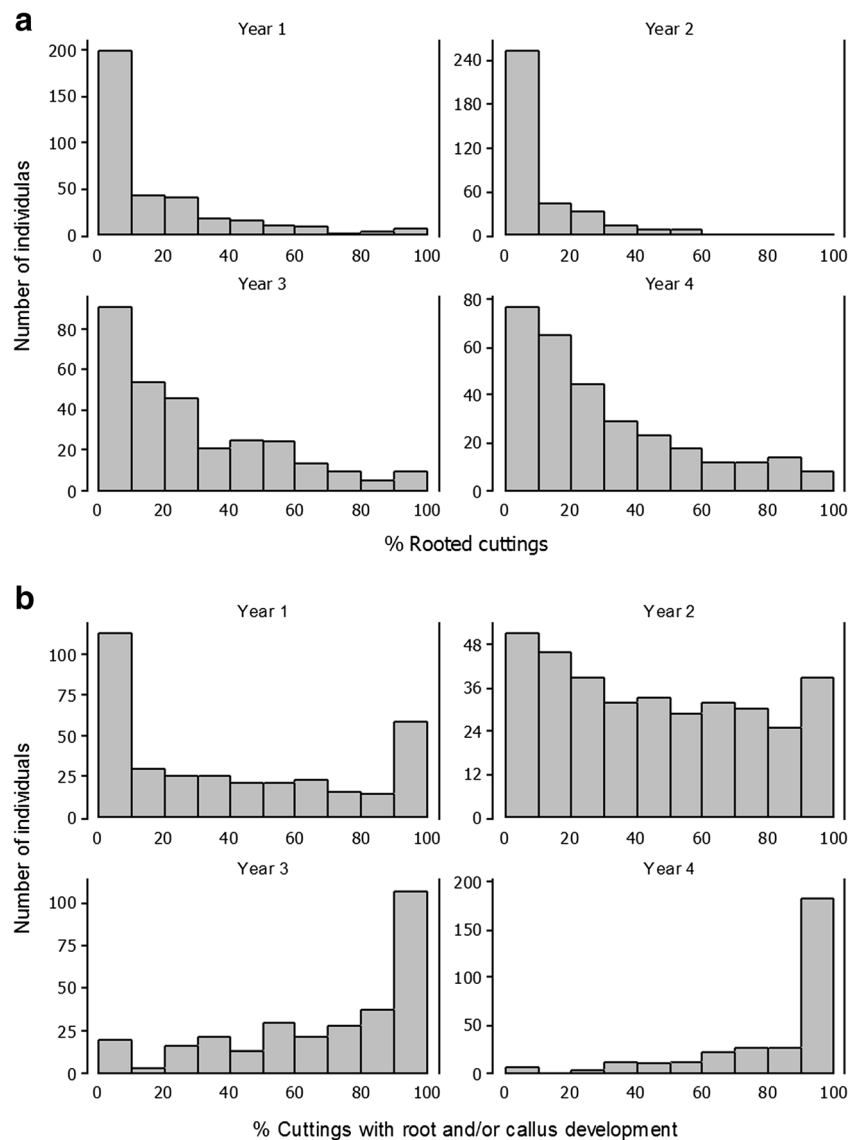 a
Year 1
Year 2
Number of individulas
200
150
100
50
0
240
180
120
60
0
0 20 40 60 80 100
0 20 40 60 80 100
Year 3
Year 4
80
60
40
20
0
80
60
40
20
0
0 20 40 60 80 100
0 20 40 60 80 100
% Rooted cuttings
b
Year 1
Year 2
Number of individuals
100
75
50
25
0
48
36
24
12
0
0 20 40 60 80 100
0 20 40 60 80 100
Year 3
Year 4
100
75
50
25
0
200
150
100
50
0
0 20 40 60 80 100
0 20 40 60 80 100
% Cuttings with root and/or callus development